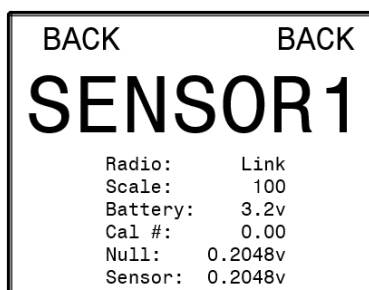 BACK BACK
SENSOR1
Radio: Link
Scale: 100
Battery: 3.2v
Cal #: 0.00
Null: 0.2048v
Sensor: 0.2048v